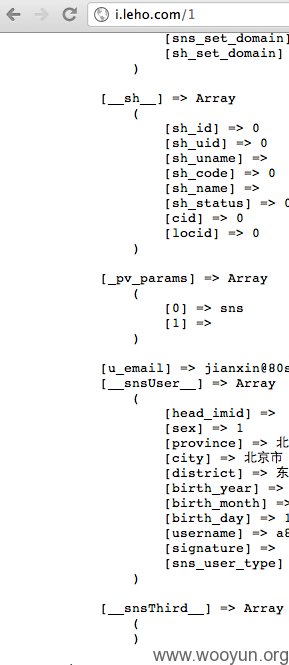 i.leho.com/1
[sns_set_domain]
[sh_set_domain]
)
[__sh__] => Array
(
[sh_id] => 0
[sh_uid] => 0
[sh_uname] =>
[sh_code] => 0
[sh_name] =>
[sh_status] => 0
[cid] => 0
[locid] => 0
)
[_pv_params] => Array
(
[0] => sns
[1] =>
)
[u_email] => jianxin@80s
[__snsUser__] => Array
(
[head_imid] =>
[sex] => 1
[province] => 北
[city] => 北京市
[district] => 东
[birth_year] =>
[birth_month] =>
[birth_day] => 1
[username] => a8
[signature] =>
[sns_user_type]
)
[__snsThird__] => Array
(
)
www.wooyun.org